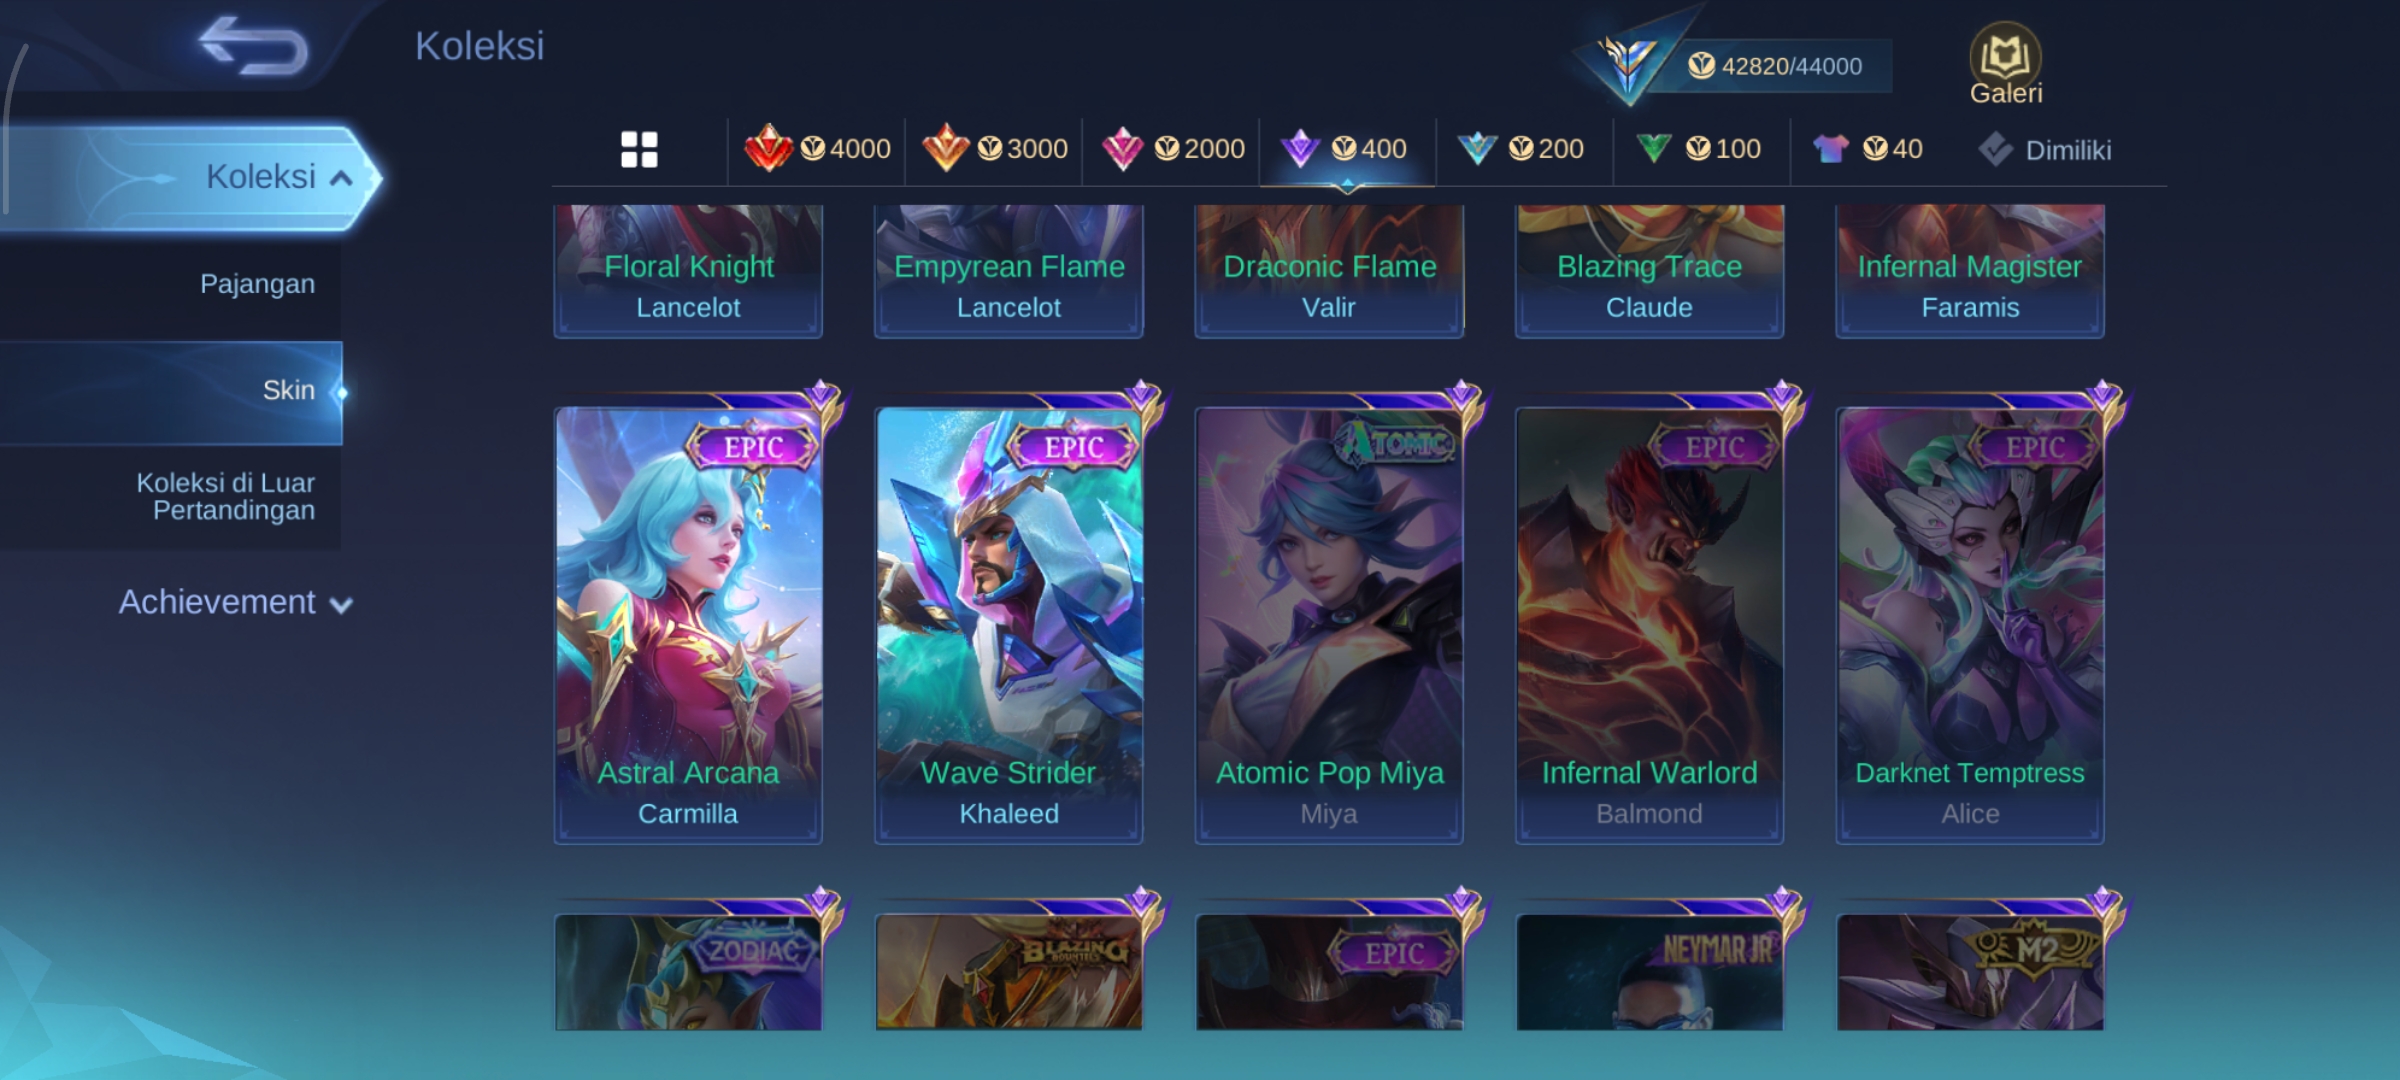 Koleksi
42820/44000
Galeri
4000
3000
2000
400
200
100
40
Dimiliki
Koleksi
Pajangan
Skin
Koleksi di Luar
Pertandingan
Achievement
Floral Knight
Lancelot
Empyrean Flame
Lancelot
Draconic Flame
Valir
Blazing Trace
Claude
Infernal Magister
Faramis
EPIC
Astral Arcana
Carmilla
EPIC
Wave Strider
Khaleed
ATOMIC
Atomic Pop Miya
Miya
EPIC
Infernal Warlord
Balmond
EPIC
Darknet Temptress
Alice
ZODIAC
BLAZING
BOUNTIES
EPIC
NEYMAR JR
M2